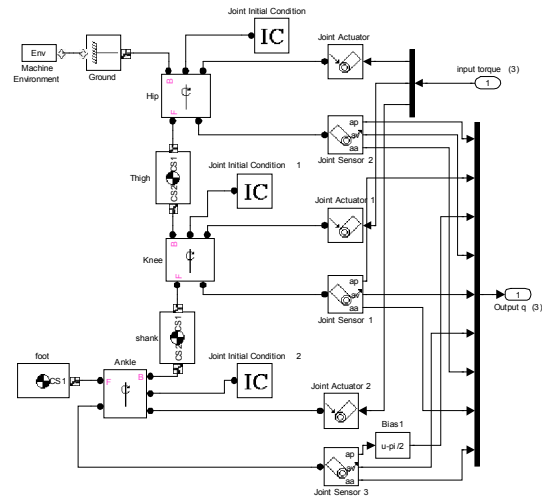 Joint Initial Condition
IC
Joint Actuator
Env
Machine
Environment
Ground
input torque (3)
1
B
Hip
F
ap
av
aa
Joint Sensor 2
CS1
CS2
Thigh
Joint Initial Condition 1
IC
Joint Actuator 1
B
Knee
F
ap
av
aa
Joint Sensor 1
1
Output q (3)
CS1
CS2
shank
foot
CS1
Ankle
F
B
Joint Initial Condition 2
IC
Joint Actuator 2
Bias1
u-pi/2
ap
av
aa
Joint Sensor 3